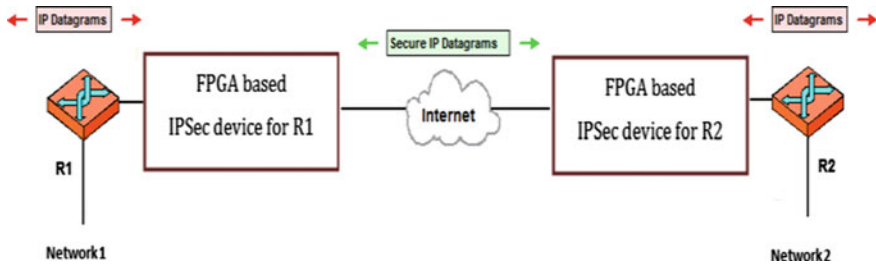 IP Datagrams
Secure IP Datagrams
IP Datagrams
FPGA based
IPSec device for R1
Internet
FPGA based
IPSec device for R2
R1
R2
Network1
Network2